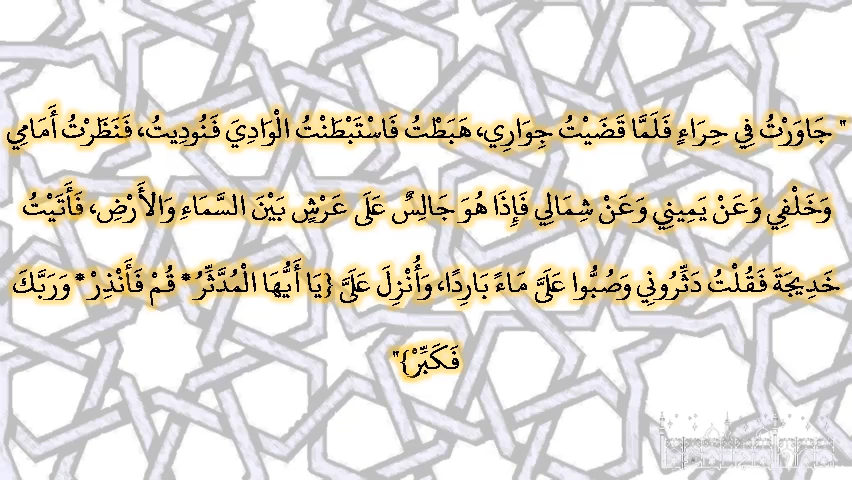 " جَاوَرْتُ فِي حِرَاءٍ فَلَمَّا قَضَيْتُ جِوَارِي، هَبَطْتُ فَاسْتَبْطَنْتُ الْوَادِيَ فَنُودِيتُ، فَنَظَرْتُ أَمَامِي
وَخَلْفِي وَعَنْ يَمِينِي وَعَنْ شِمَالِي فَإِذَا هُوَ جَالِسٌ عَلَى عَرْشٍ بَيْنَ السَّمَاءِ وَالأَرْضِ، فَأَتَيْتُ
خَدِيجَةَ فَقُلْتُ دَثِّرُونِي وَصُبُّوا عَلَىَّ مَاءً بَارِدًا، وَأُنْزِلَ عَلَىَّ {يَا أَيُّهَا الْمُدَّثِّرُ * قُمْ فَأَنْذِرْ * وَرَبَّكَ
فَكَبِّرْ}"